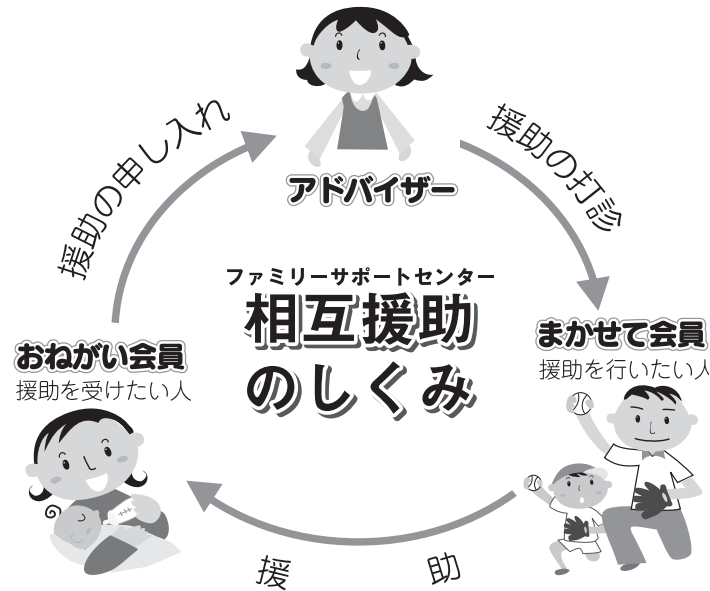 援助の申し入れ
アドバイザー
援助の打診
ファミリーサポートセンター
相互援助
のしくみ
おねがい会員
援助を受けたい人
まかせて会員
援助を行いたい人
援助